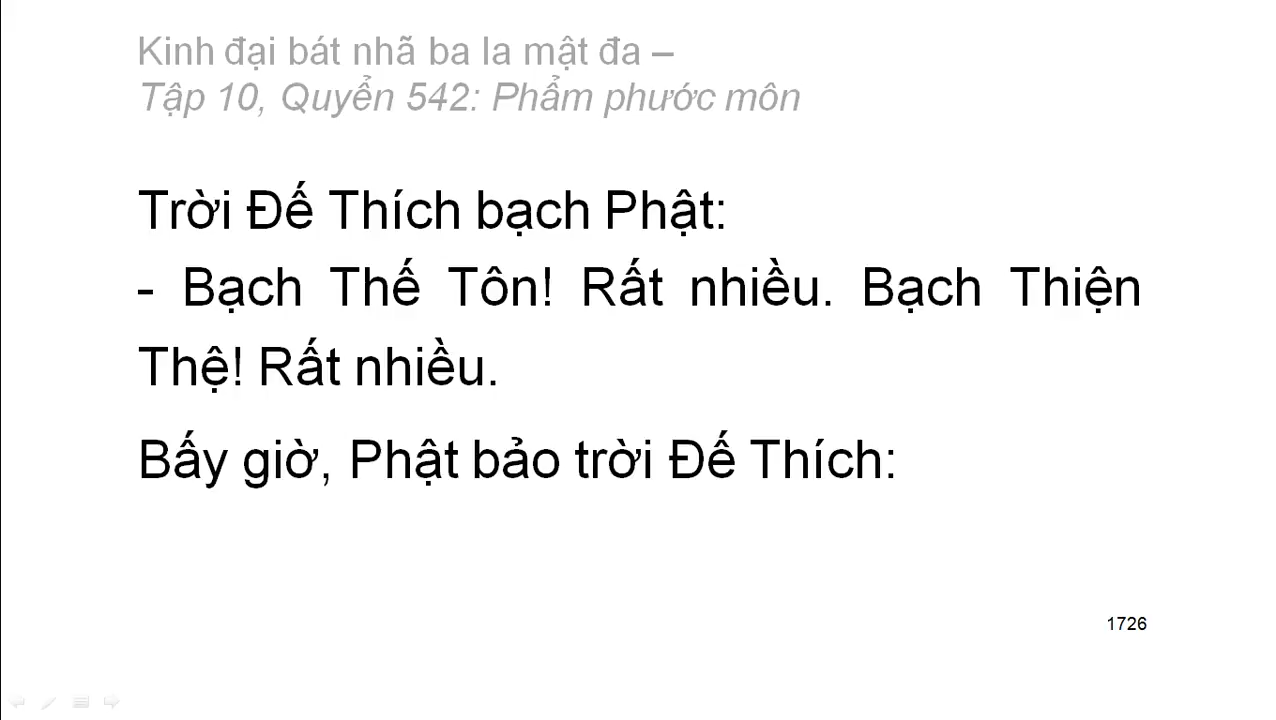 Kinh đại bát nhã ba la mật đa –
Tập 10, Quyển 542: Phẩm phước môn
Trời Đế Thích bạch Phật:
- Bạch Thế Tôn! Rất nhiều. Bạch Thiện
Thệ! Rất nhiều.
Bấy giờ, Phật bảo trời Đế Thích:
1726